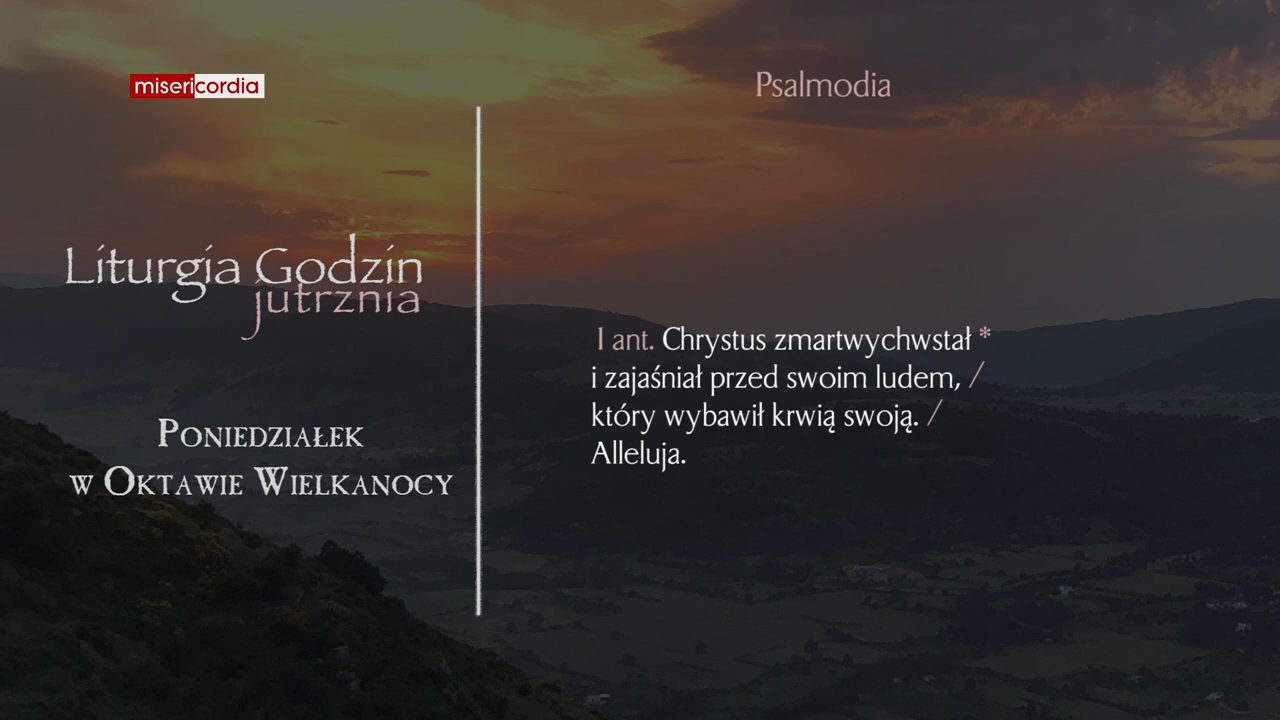 misericordia
Psalmodia
Liturgia Godzin
jutrznia
Poniedziałek
w Oktawie Wielkanocy
1 ant. Chrystus zmartwychwstał *
i zajaśniał przed swoim ludem, /
który wybawił krwią swoją. /
Alleluja.